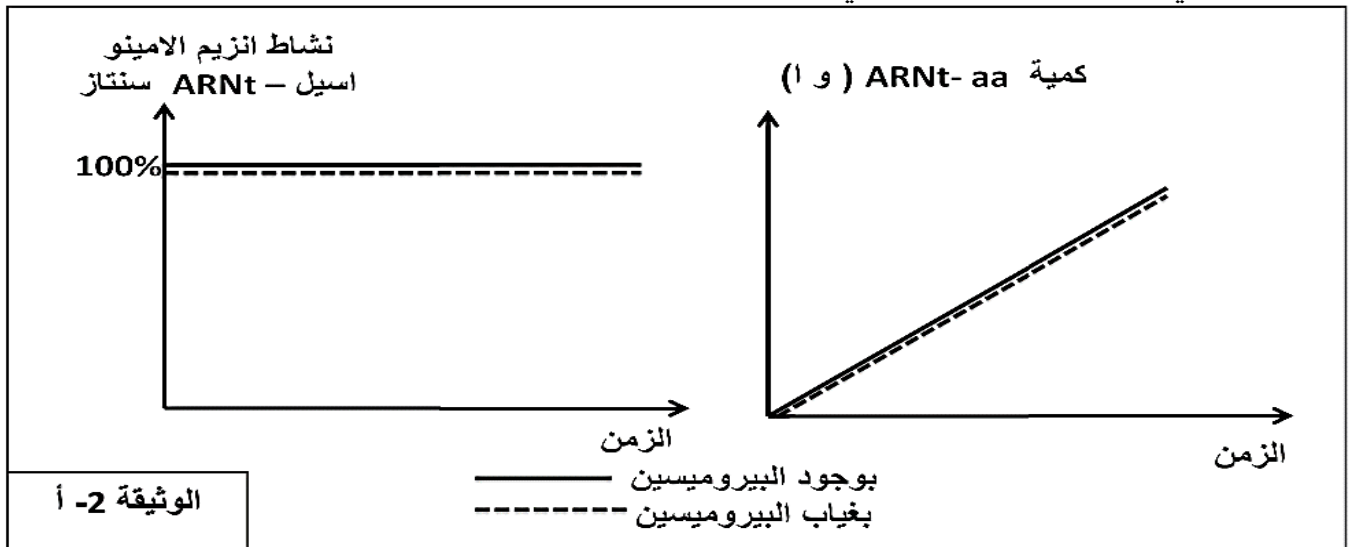 نشاط انزيم الامينو
اسيل – ARNt سنتاز
100%
الزمن
كمية ARNt- aa ( و ا)
الزمن
بوجود البيروميسين
بغياب البيروميسين
الوثيقة 2- أ